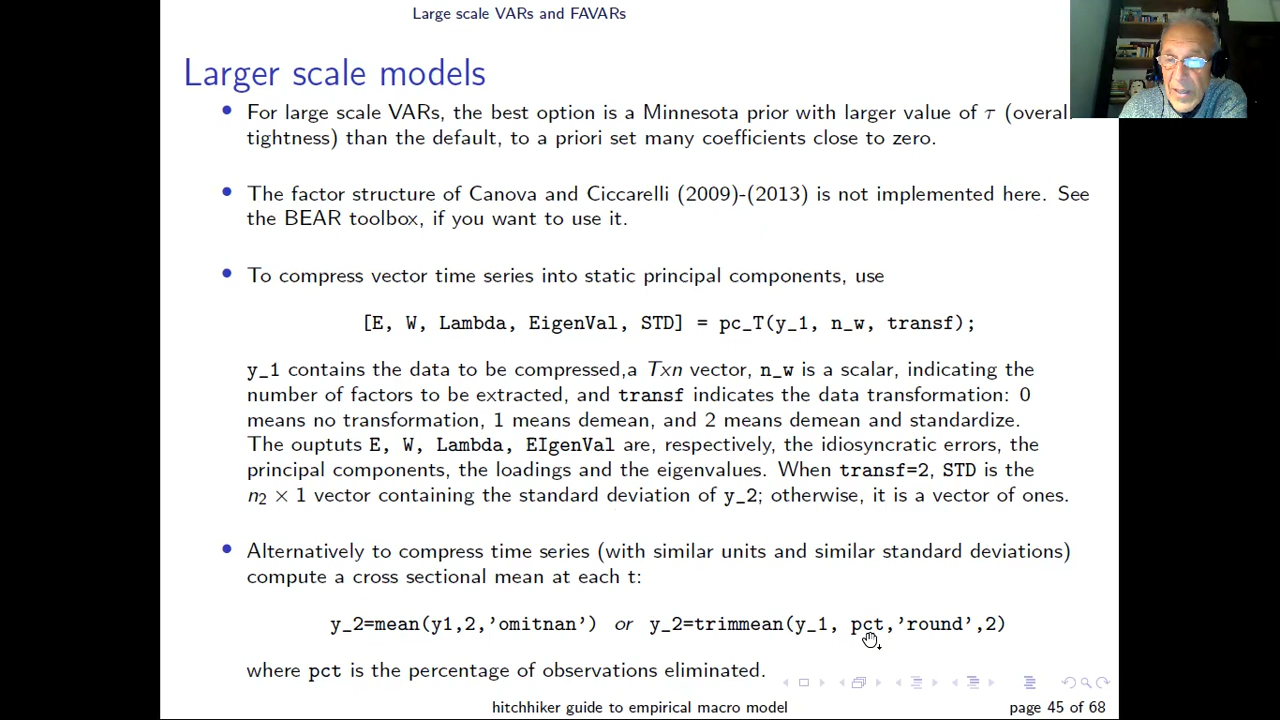 Large scale VARs and FAVARs
Larger scale models
• For large scale VARs, the best option is a Minnesota prior with larger value of τ (overal
tightness) than the default, to a priori set many coefficients close to zero.
• The factor structure of Canova and Ciccarelli (2009)-(2013) is not implemented here. See
the BEAR toolbox, if you want to use it.
• To compress vector time series into static principal components, use
[E, W, Lambda, EigenVal, STD] = pc_T(y_1, n_w, transf);
y_1 contains the data to be compressed,a Txn vector, n_w is a scalar, indicating the
number of factors to be extracted, and transf indicates the data transformation: 0
means no transformation, 1 means demean, and 2 means demean and standardize.
The ouptuts E, W, Lambda, EIgenVal are, respectively, the idiosyncratic errors, the
principal components, the loadings and the eigenvalues. When transf=2, STD is the
n₂ × 1 vector containing the standard deviation of y_2; otherwise, it is a vector of ones.
• Alternatively to compress time series (with similar units and similar standard deviations)
compute a cross sectional mean at each t:
y_2=mean(y1,2,'omitnan') or y_2=trimmean(y_1, pct,'round',2)
where pct is the percentage of observations eliminated.
hitchhiker guide to empirical macro model page 45 of 68